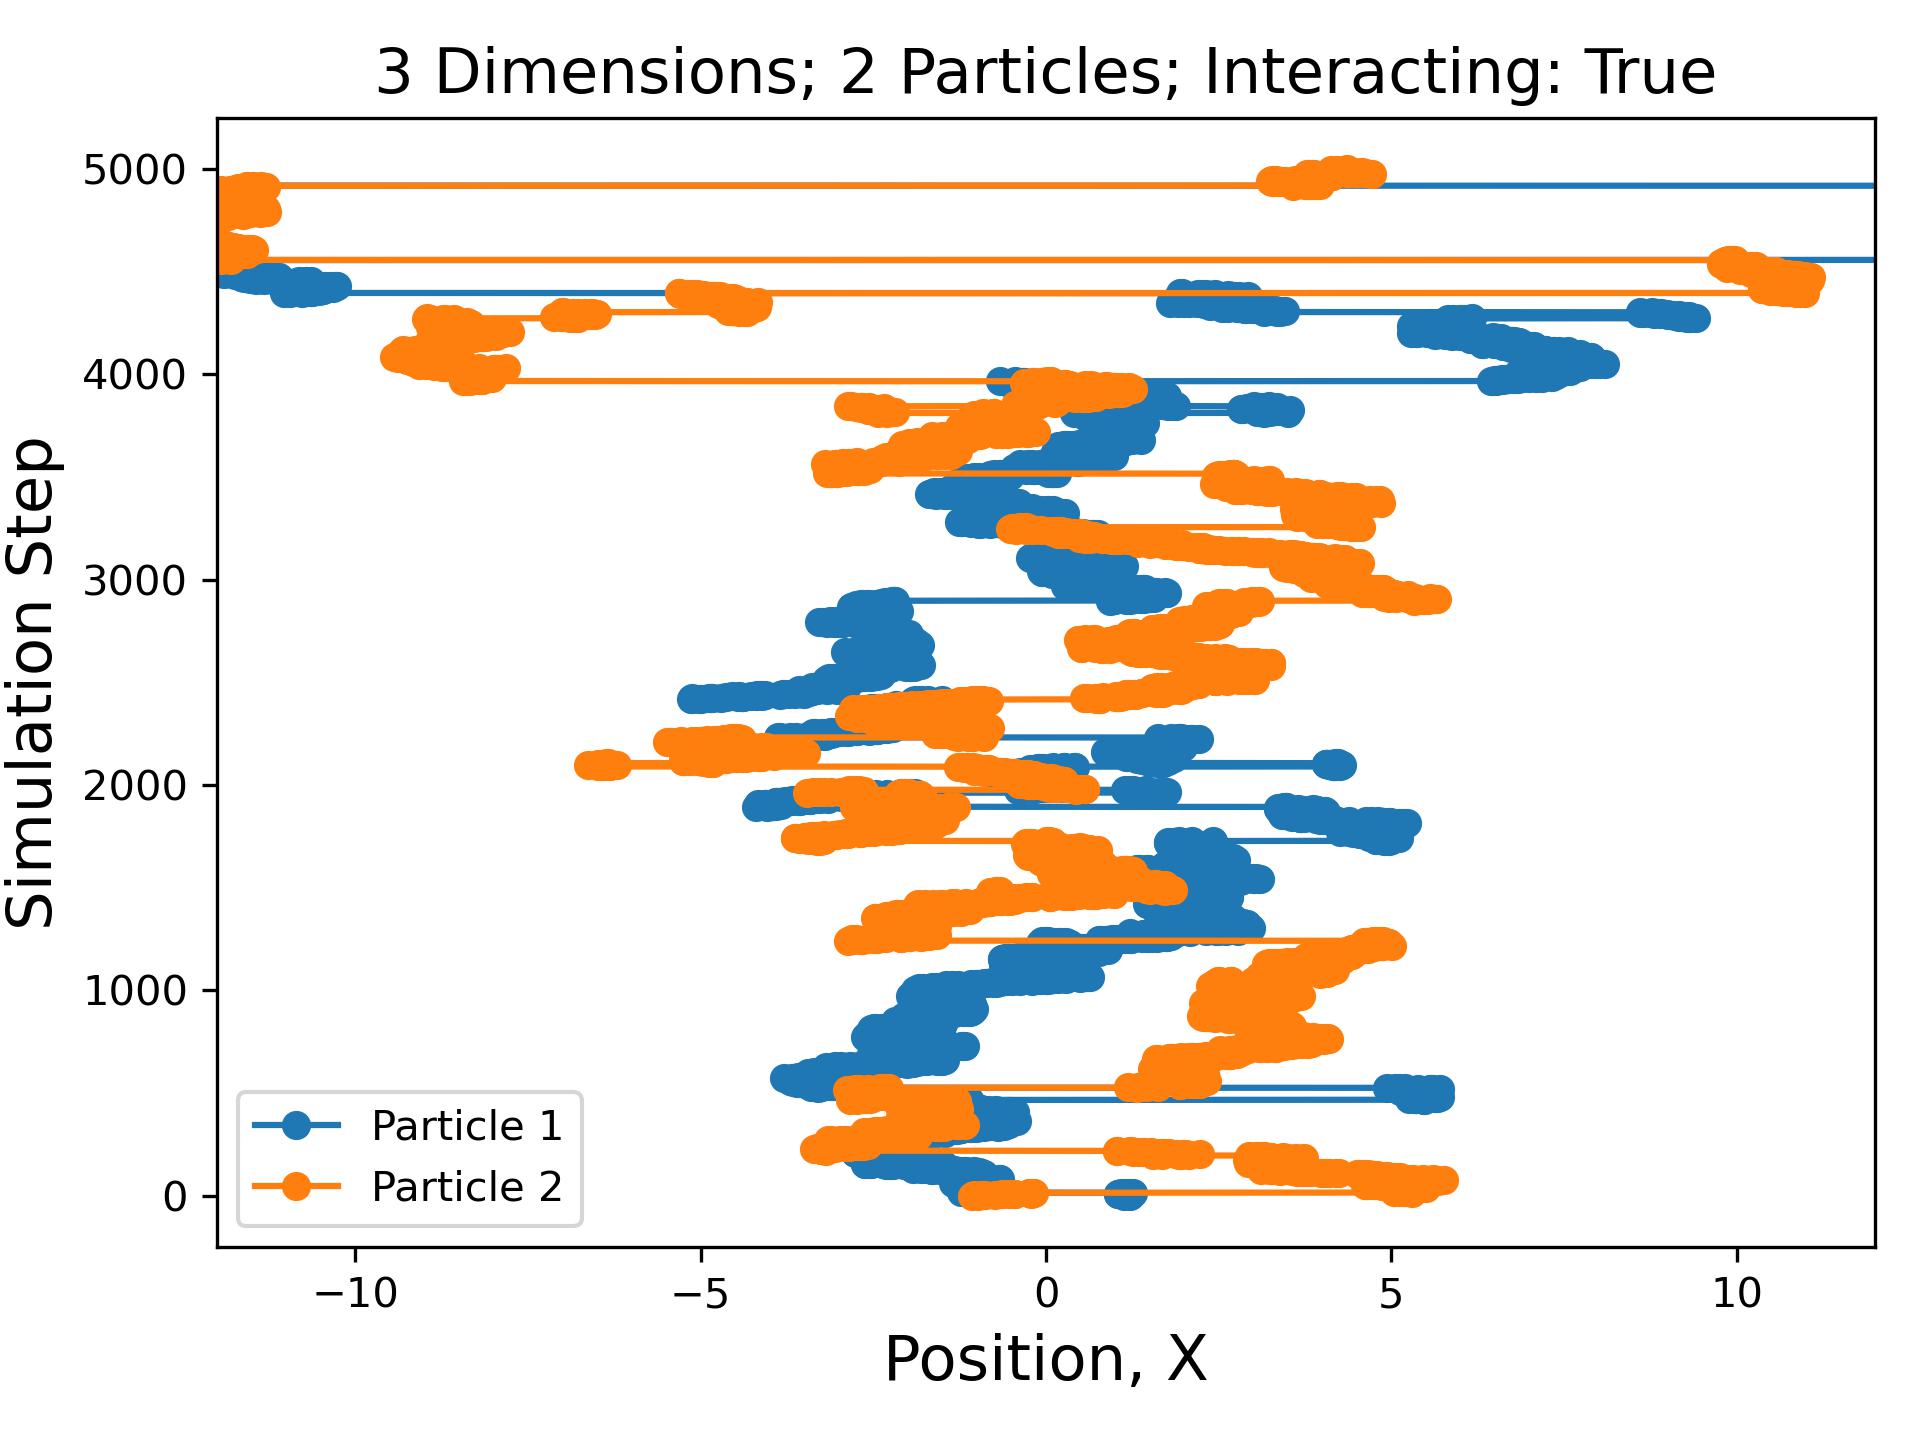 3 Dimensions; 2 Particles; Interacting: True
Simulation Step
5000
4000
3000
2000
1000
0
Particle 1
Particle 2
−10
−5
0
5
10
Position, X